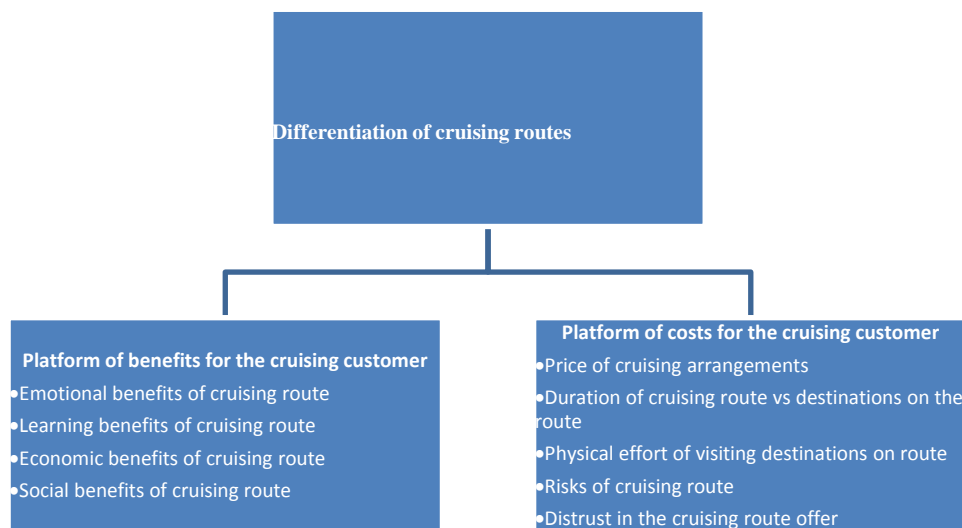 Differentiation of cruising routes
Platform of benefits for the cruising customer
•Emotional benefits of cruising route
•Learning benefits of cruising route
•Economic benefits of cruising route
•Social benefits of cruising route
Platform of costs for the cruising customer
•Price of cruising arrangements
•Duration of cruising route vs destinations on the
route
•Physical effort of visiting destinations on route
•Risks of cruising route
•Distrust in the cruising route offer